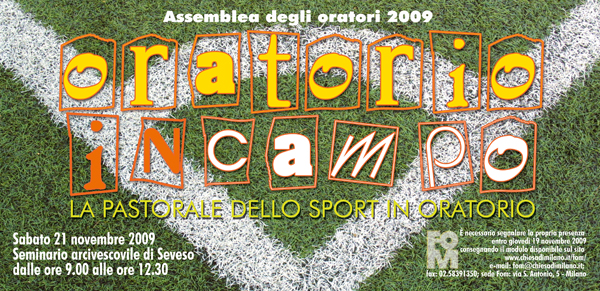 Assemblea degli oratori 2009
oratorio
inCampo
LA PASTORALE DELLO SPORT IN ORATORIO
Sabato 21 novembre 2009
Seminario arcivescovile di Seveso
dalle ore 9.00 alle ore 12.30
FOM
È necessario segnalare la propria presenza
entro giovedì 19 novembre 2009
consegnando il modulo disponibile sul sito
www.chiesadimilano.it/fom/
e-mail: fom@chiesadimilano.it;
fax: 02.58391350; sede Fom: via S. Antonio, 5 - Milano